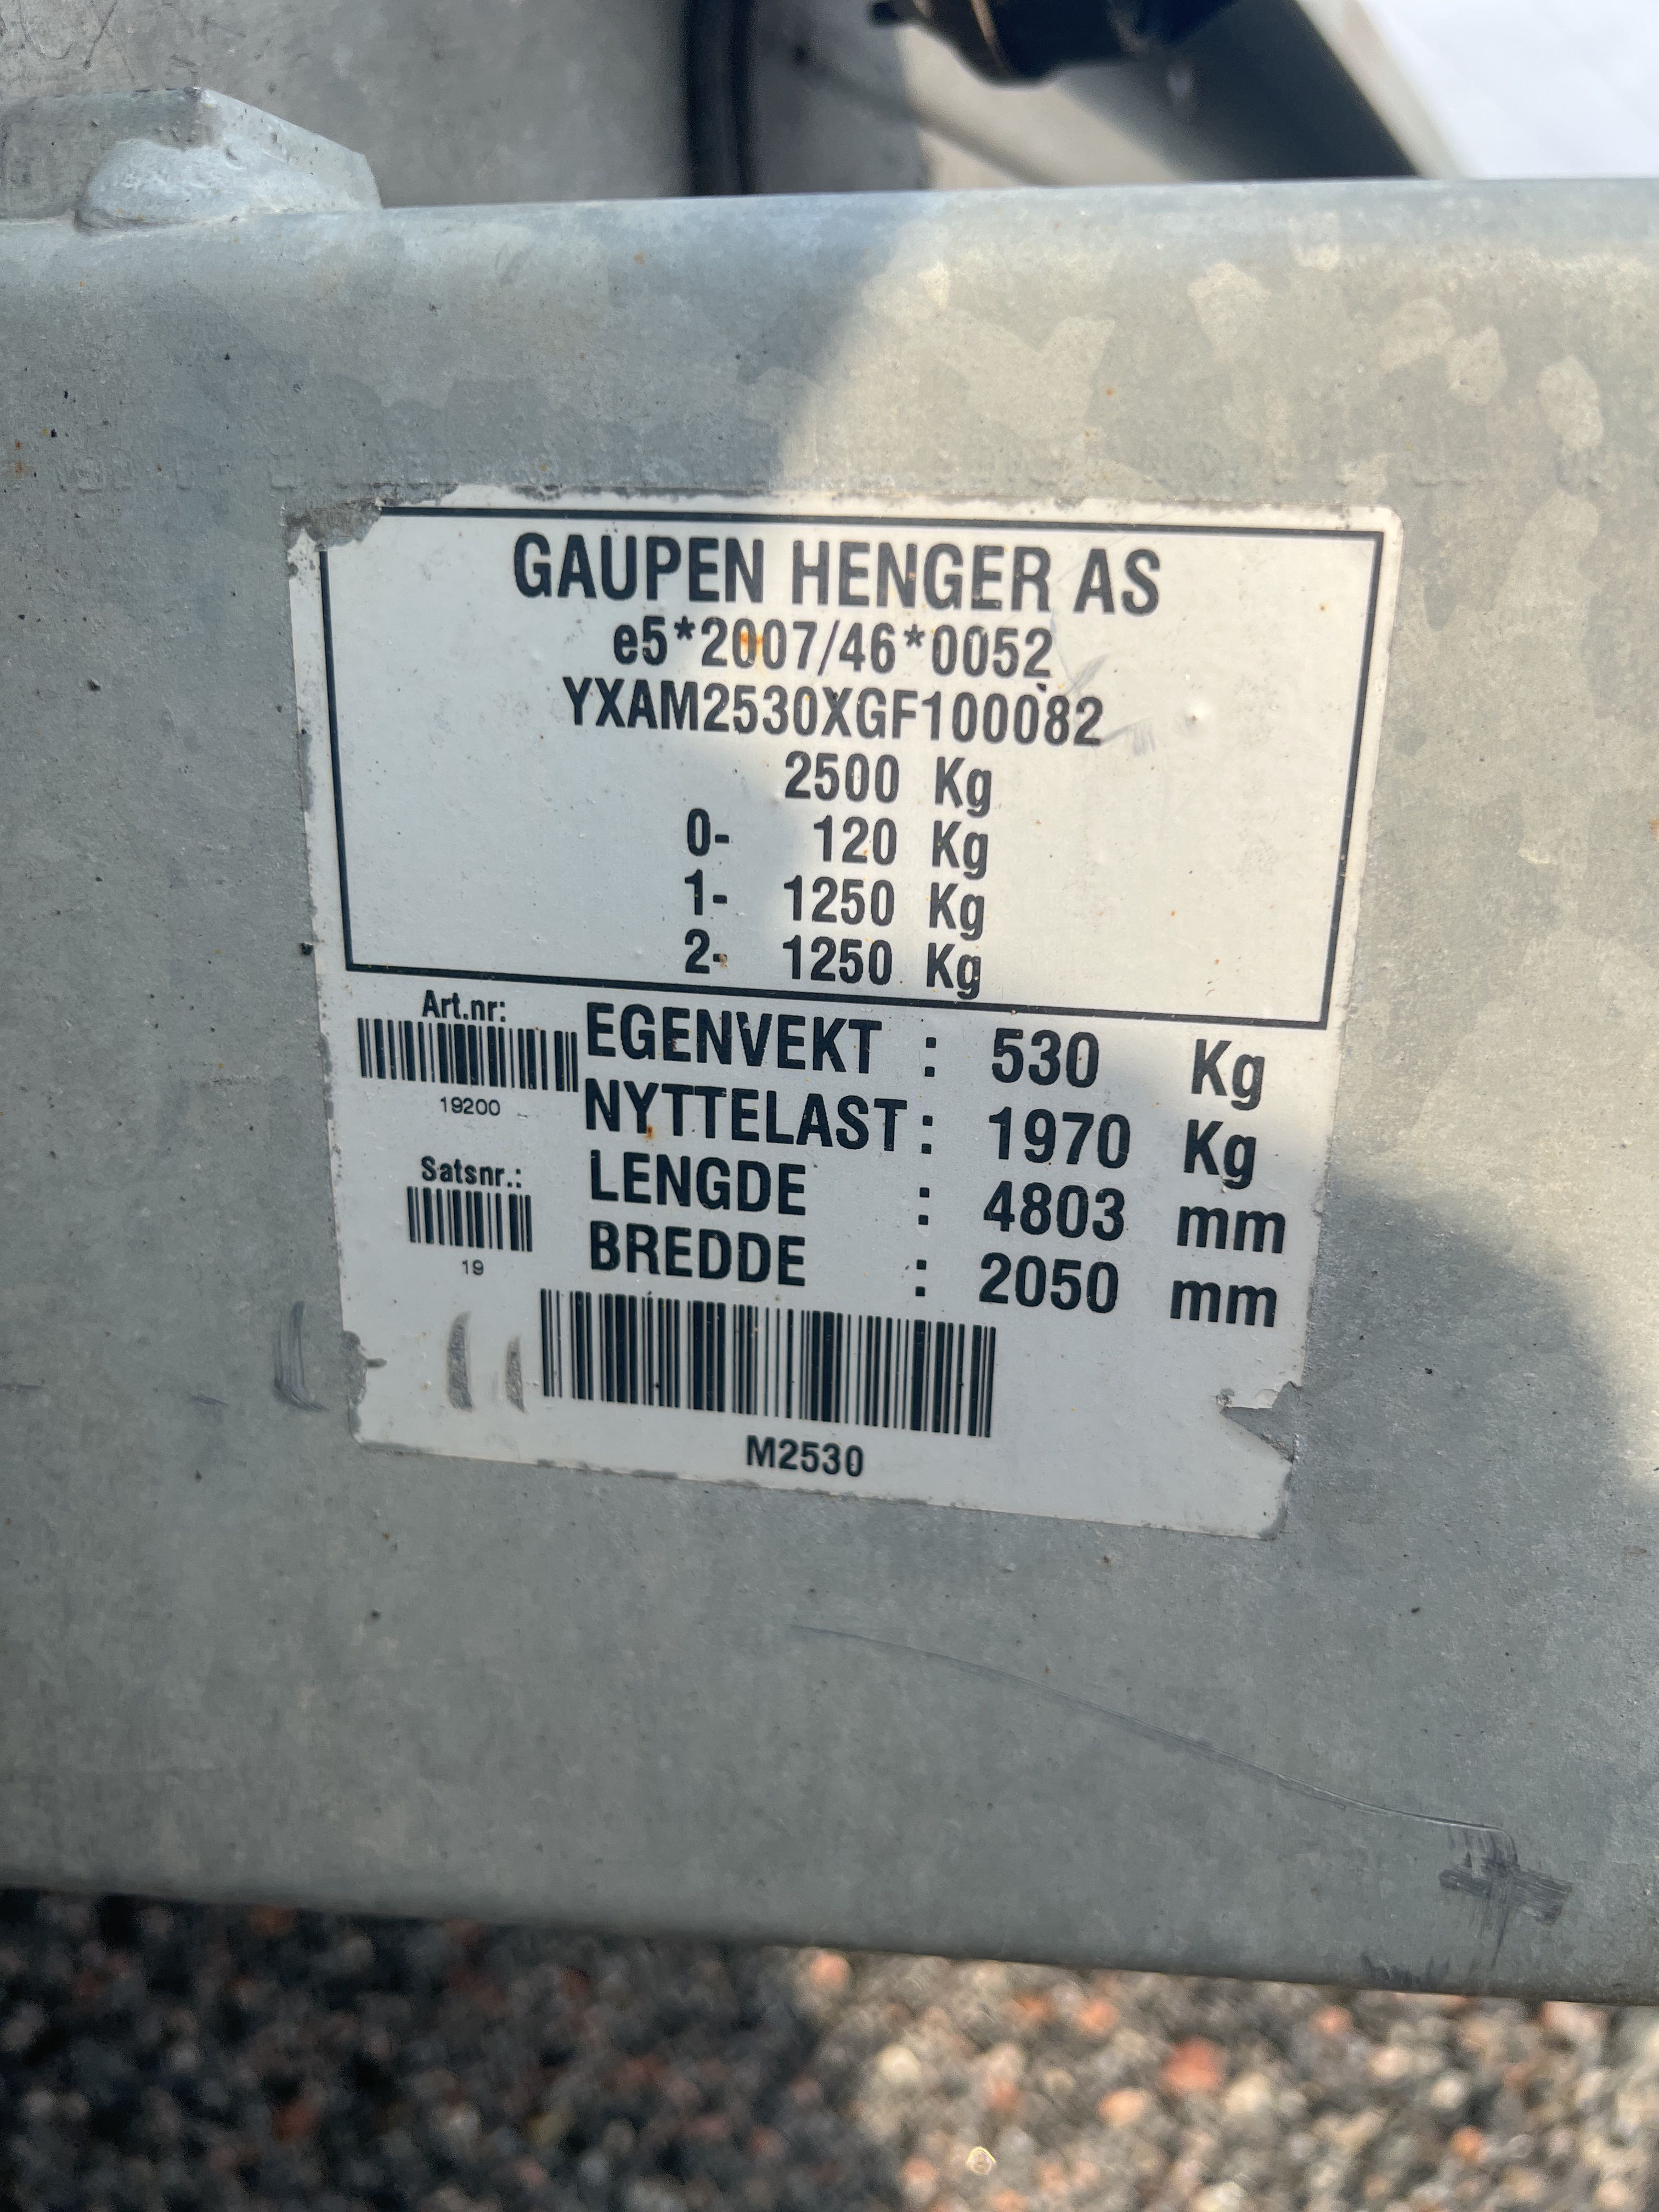 GAUPEN HENGER AS
e5*2007/46*0052
YXAM2530XGF100082
2500 Kg
0- 120 Kg
1- 1250 Kg
2- 1250 Kg
Art.nr:
19200
Satsnr.:
19
EGENVEKT : 530 Kg
NYTTELAST : 1970 Kg
LENGDE : 4803 mm
BREDDE : 2050 mm
M2530